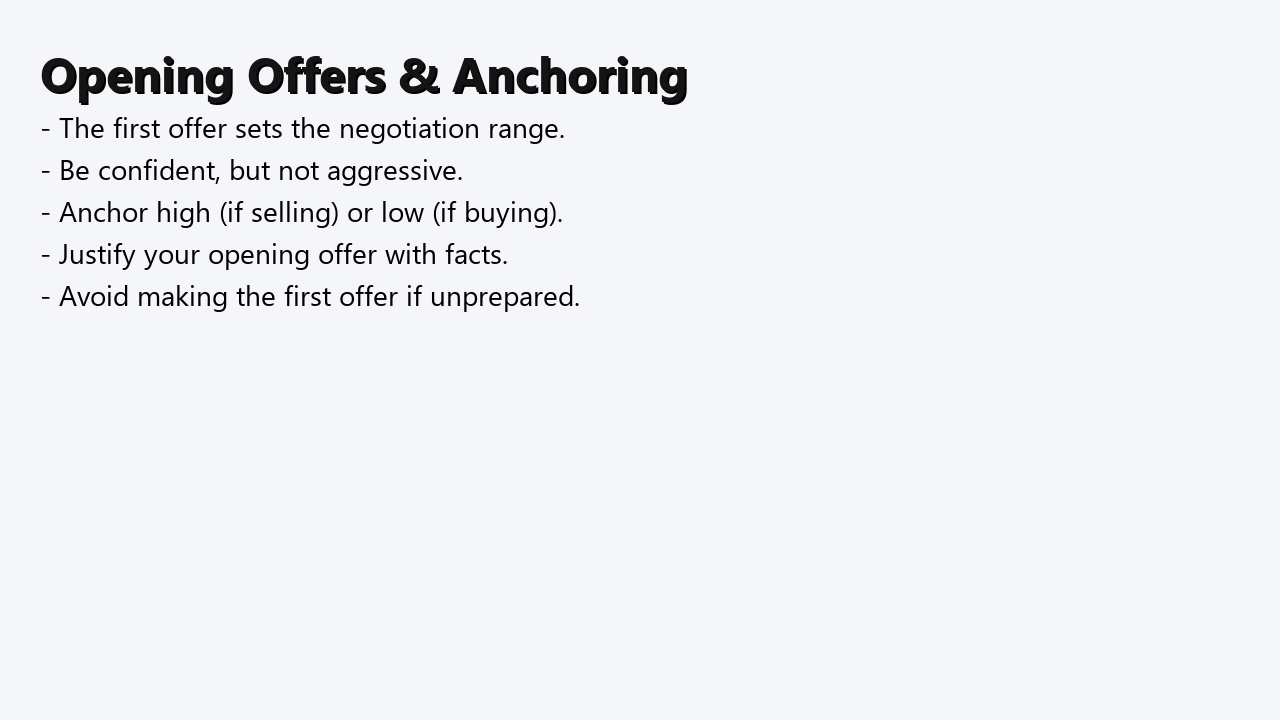 Opening Offers & Anchoring
- The first offer sets the negotiation range.
- Be confident, but not aggressive.
- Anchor high (if selling) or low (if buying).
- Justify your opening offer with facts.
- Avoid making the first offer if unprepared.